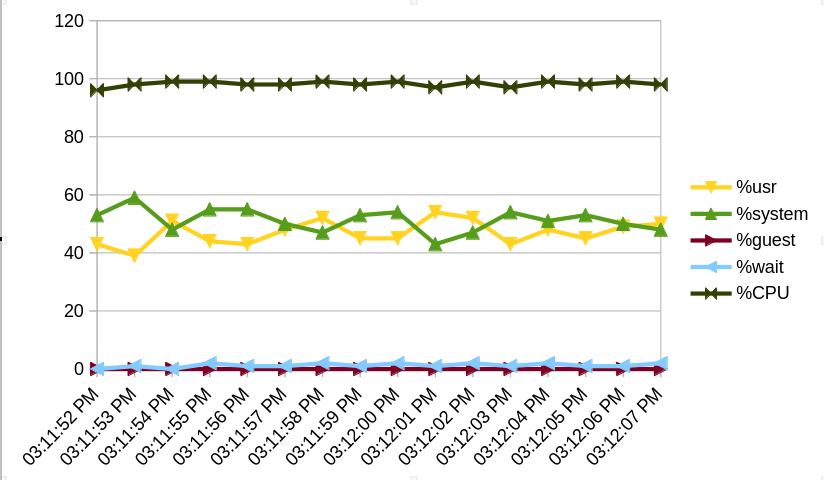 120
100
80
60
40
20
0
03:11:52 PM
03:11:53 PM
03:11:54 PM
03:11:55 PM
03:11:56 PM
03:11:57 PM
03:11:58 PM
03:11:59 PM
03:12:00 PM
03:12:01 PM
03:12:02 PM
03:12:03 PM
03:12:04 PM
03:12:05 PM
03:12:06 PM
03:12:07 PM
%usr
%system
%guest
%wait
%CPU